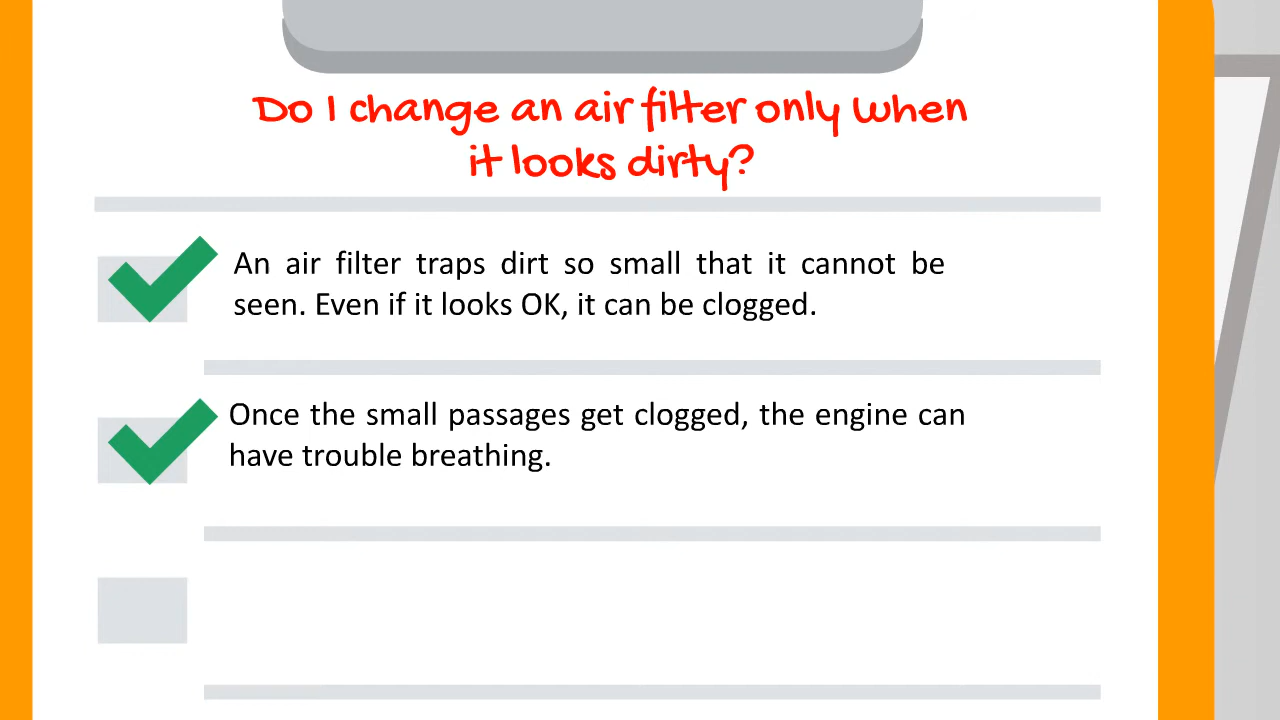 Do I change an air filter only when
it looks dirty?
An air filter traps dirt so small that it cannot be
seen. Even if it looks OK, it can be clogged.
Once the small passages get clogged, the engine can
have trouble breathing.